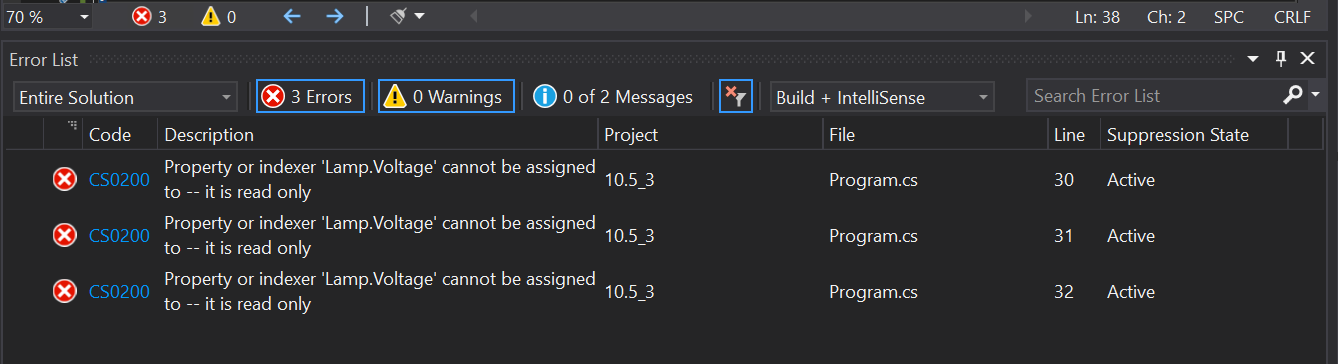 70 % 3 0 Ln: 38 Ch: 2 SPC CRLF
Error List
Entire Solution 3 Errors 0 Warnings 0 of 2 Messages Build + IntelliSense Search Error List
Code Description Project File Line Suppression State
CS0200 Property or indexer 'Lamp.Voltage' cannot be assigned
to -- it is read only 10.5_3 Program.cs 30 Active
CS0200 Property or indexer 'Lamp.Voltage' cannot be assigned
to -- it is read only 10.5_3 Program.cs 31 Active
CS0200 Property or indexer 'Lamp.Voltage' cannot be assigned
to -- it is read only 10.5_3 Program.cs 32 Active